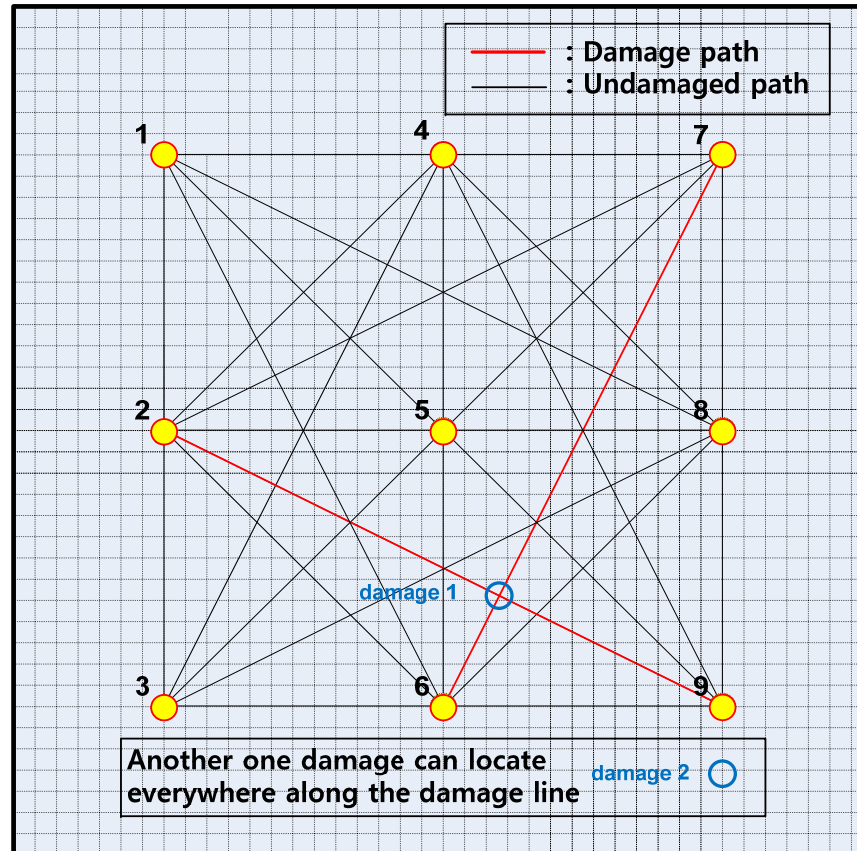 : Damage path
: Undamaged path
1
4
7
2
5
8
damage 1
3
6
9
Another one damage can locate
everywhere along the damage line
damage 2